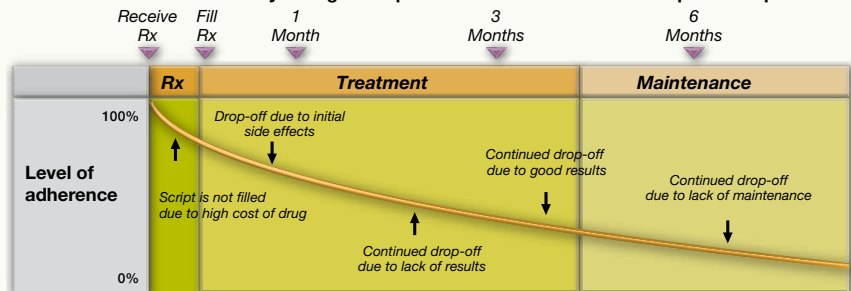 Receive
Rx
Fill
Rx
1
Month
3
Months
6
Months
Rx
Treatment
Maintenance
100%
Level of
adherence
0%
Drop-off due to initial
side effects
Script is not filled
due to high cost of drug
Continued drop-off
due to lack of results
Continued drop-off
due to good results
Continued drop-off
due to lack of maintenance